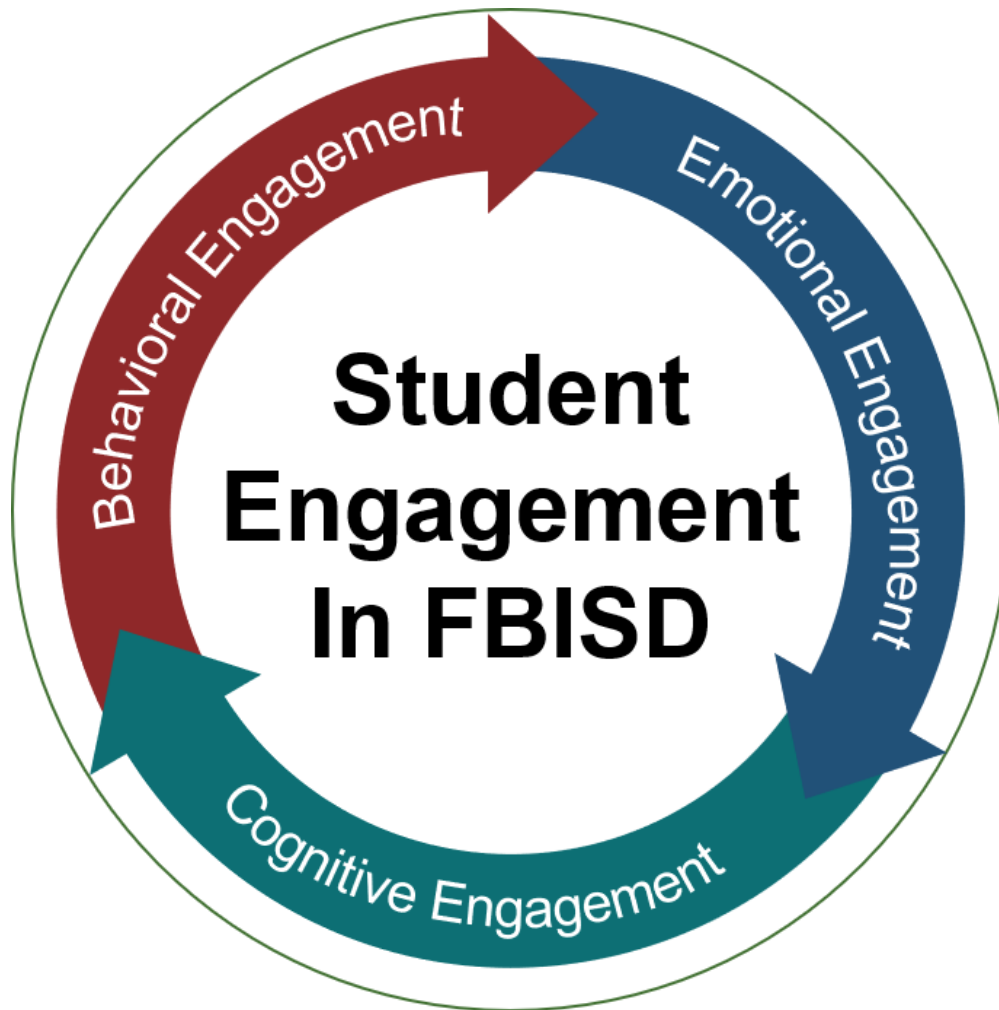 Behavioral Engagement
Emotional Engagement
Student
Engagement
In FBISD
Cognitive Engagement